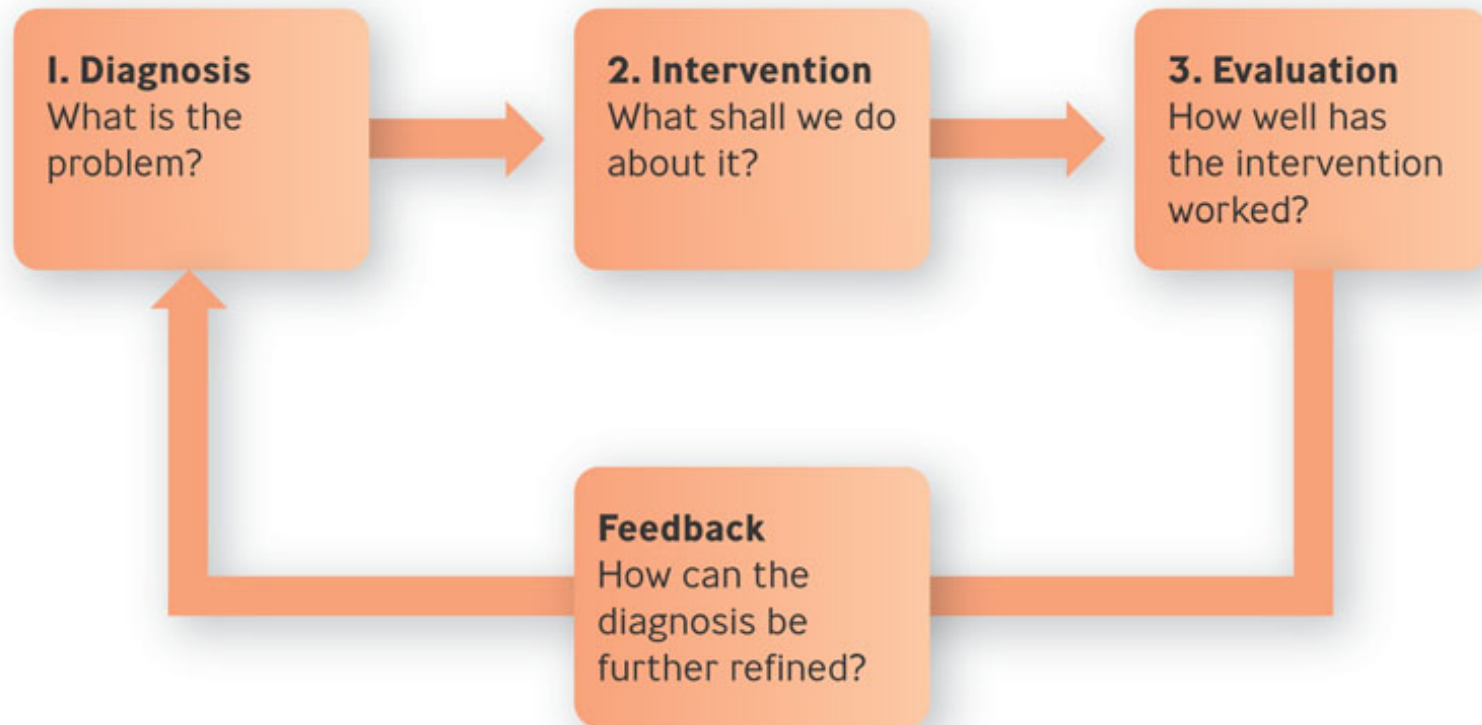 1. Diagnosis
What is the
problem?
2. Intervention
What shall we do
about it?
3. Evaluation
How well has
the intervention
worked?
Feedback
How can the
diagnosis be
further refined?